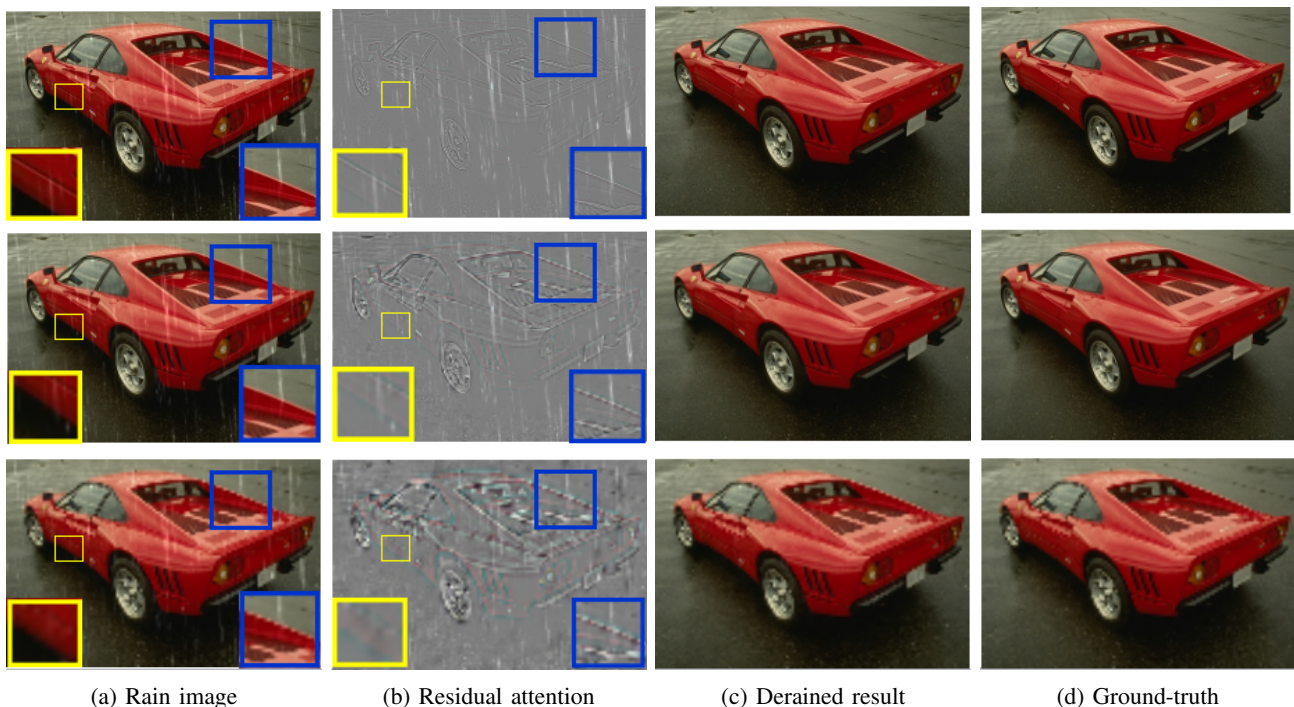 (a) Rain image
(b) Residual attention
(c) Derained result
(d) Ground-truth